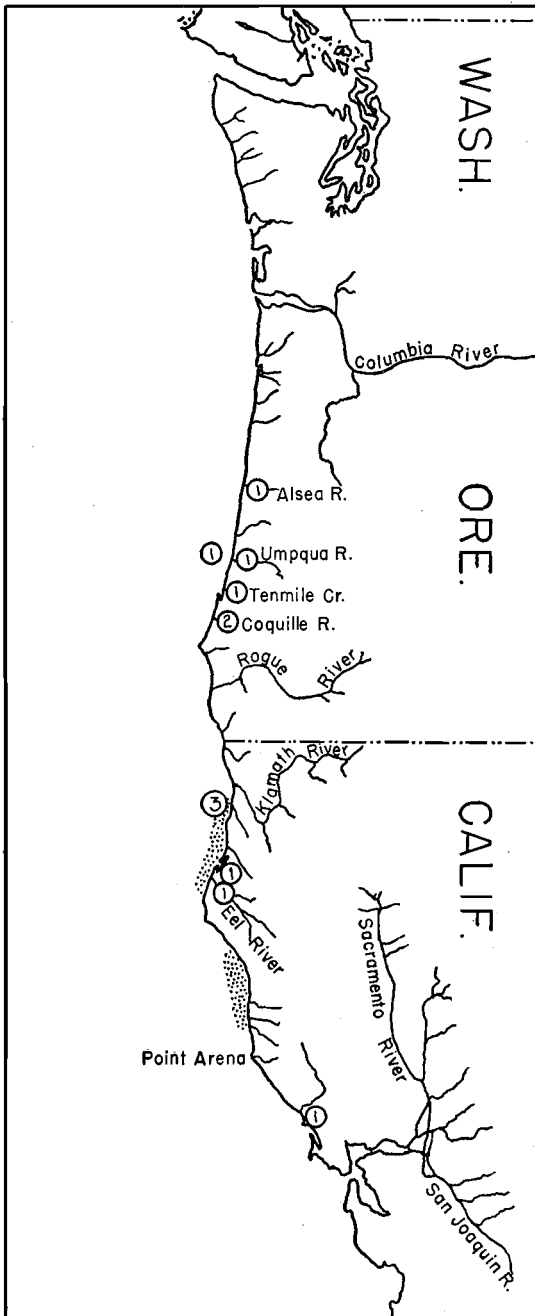 WASH.
Columbia River
ORE.
1 Alsea R.
1
1 Umpqua R.
1 Tenmile Cr.
2 Coquille R.
Rogue River
Klamath River
CALIF.
3
1
1
Eel River
Sacramento River
Point Arena
1
San Joaquin R.